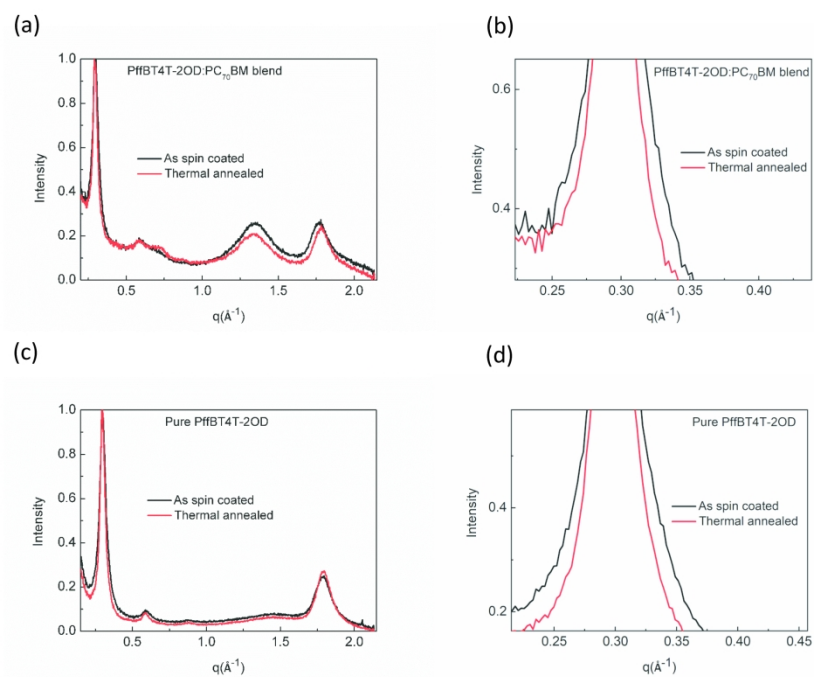 (a)
1.0
0.8
0.6
0.4
0.2
0.0
Intensity
PffBT4T-2OD:PC₇₀BM blend
As spin coated
Thermal annealed
0.5
1.0
1.5
2.0
q(Å⁻¹)
(b)
0.6
0.4
Intensity
PffBT4T-2OD:PC₇₀BM blend
As spin coated
Thermal annealed
0.25
0.30
0.35
0.40
q(Å⁻¹)
(c)
1.0
0.8
0.6
0.4
0.2
0.0
Intensity
Pure PffBT4T-2OD
As spin coated
Thermal annealed
0.5
1.0
1.5
2.0
q(Å⁻¹)
(d)
0.4
0.2
Intensity
Pure PffBT4T-2OD
As spin coated
Thermal annealed
0.25
0.30
0.35
0.40
0.45
q(Å⁻¹)